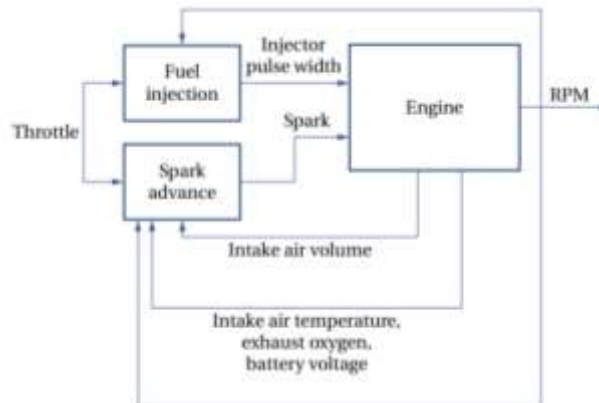 Fuel
injection
Injector
pulse width
Engine
RPM
Throttle
Spark
Spark
advance
Intake air volume
Intake air temperature,
exhaust oxygen,
battery voltage